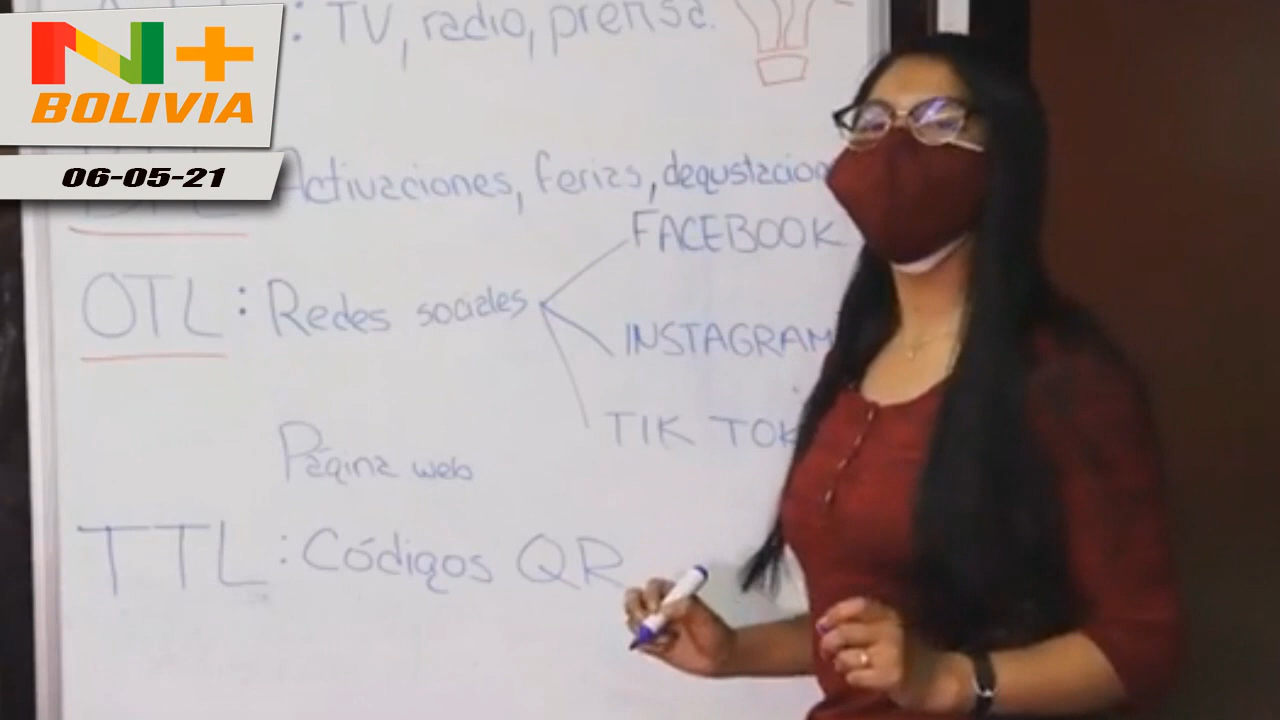 N+
BOLIVIA
06-05-21
: TV, radio, prensa.
Activaciones, ferias,
FACEBOOK
OTL: Redes sociales
INSTAGRAM
TIK TOK
Página web
TTL: Códigos QR